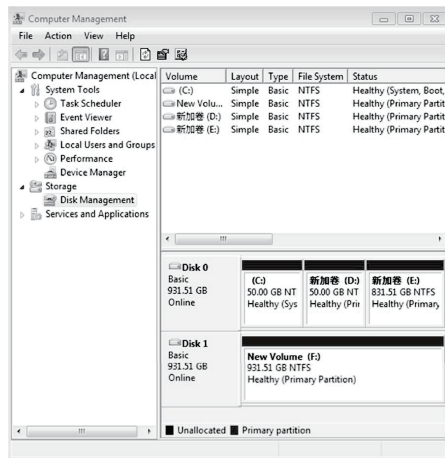 Computer Management
File Action View Help
Computer Management (Local
System Tools
Task Scheduler
Event Viewer
Shared Folders
Local Users and Groups
Performance
Device Manager
Storage
Disk Management
Services and Applications
Volume Layout Type File System Status
(C:) Simple Basic NTFS Healthy (System, Boot,
New Volu... Simple Basic NTFS Healthy (Primary Partit
新加卷 (D:) Simple Basic NTFS Healthy (Primary Partit
新加卷 (E:) Simple Basic NTFS Healthy (Primary Partit
Disk 0
Basic
931.51 GB
Online
(C:)
50.00 GB NT
Healthy (Sys
新加卷 (D:)
50.00 GB NT
Healthy (Prir
新加卷 (E:)
831.51 GB NTFS
Healthy (Primary
Disk 1
Basic
931.51 GB
Online
New Volume (F:)
931.51 GB NTFS
Healthy (Primary Partition)
Unallocated Primary partition